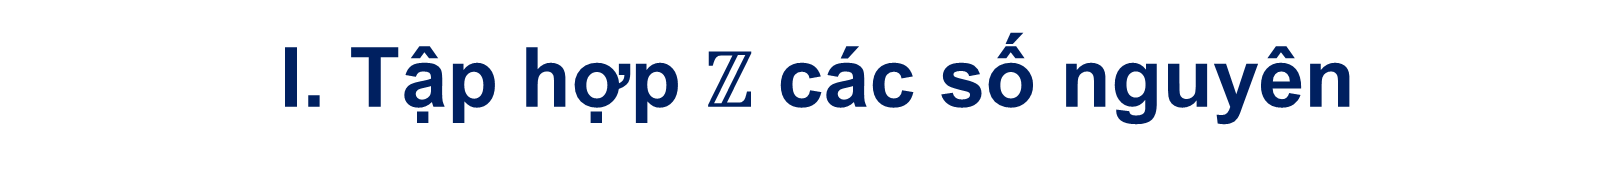 I. Tập hợp ℤ các số nguyên